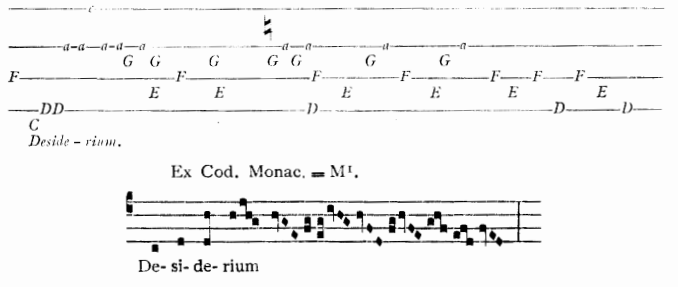 c
a a a a a a a a a
G G G G G G G
F F F F F F F
E E E E E E
DD D D D
C
Deside - rium.
Ex Cod. Monac. = M¹.
De- si- de- rium